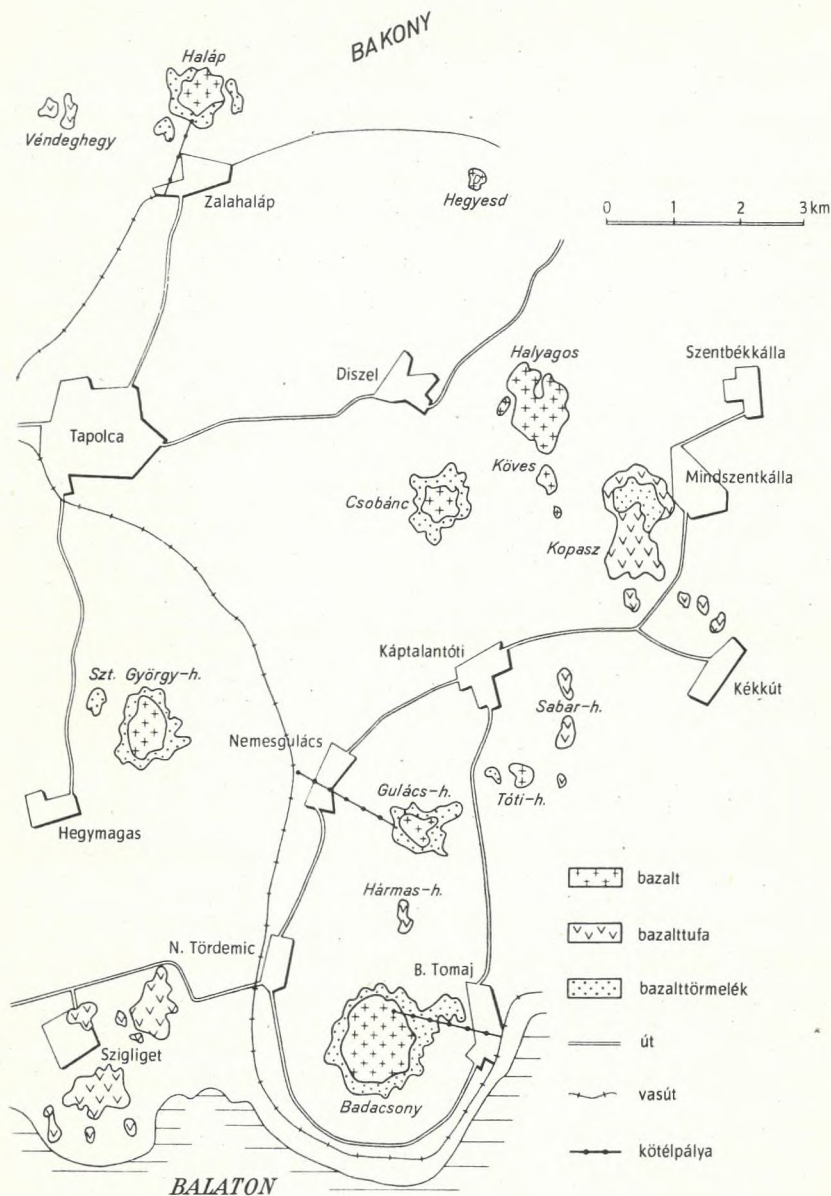 BAKONY
Haláp
Véndeghegy
Zalahaláp
Hegyesd
0 1 2 3 km
Diszel
Halyagos
Szentbékkálla
Tapolca
Köves
Mindszentkálla
Csobánc
Kopasz
Káptalantóti
Szt. György-h.
Sabar-h.
Kékkút
Nemesgulács
Gulács-h.
Tóti-h.
Hegymagas
bazalt
Hármas-h.
bazalttufa
N. Tördemic
B. Tomaj
bazalttörmelék
út
Szigliget
vasút
Badacsony
kötélpálya
BALATON